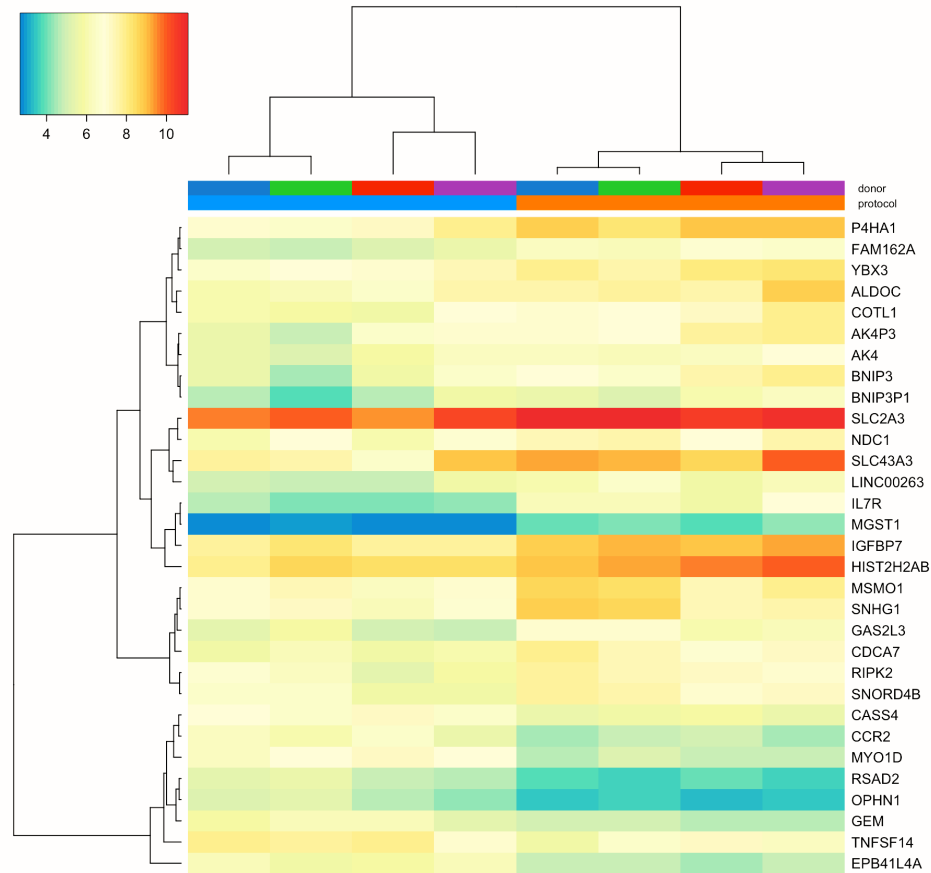 4 6 8 10
donor
protocol
P4HA1
FAM162A
YBX3
ALDOC
COTL1
AK4P3
AK4
BNIP3
BNIP3P1
SLC2A3
NDC1
SLC43A3
LINC00263
IL7R
MGST1
IGFBP7
HIST2H2AB
MSMO1
SNHG1
GAS2L3
CDCA7
RIPK2
SNORD4B
CASS4
CCR2
MYO1D
RSAD2
OPHN1
GEM
TNFSF14
EPB41L4A